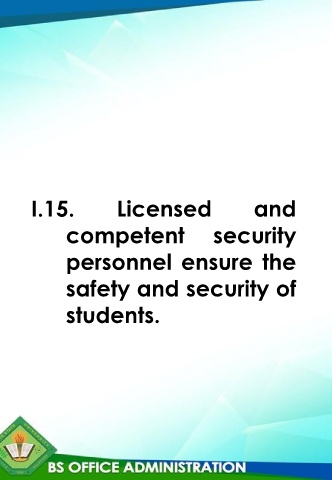 I.15. Licensed and
competent security
personnel ensure the
safety and security of
students.
BS OFFICE ADMINISTRATION